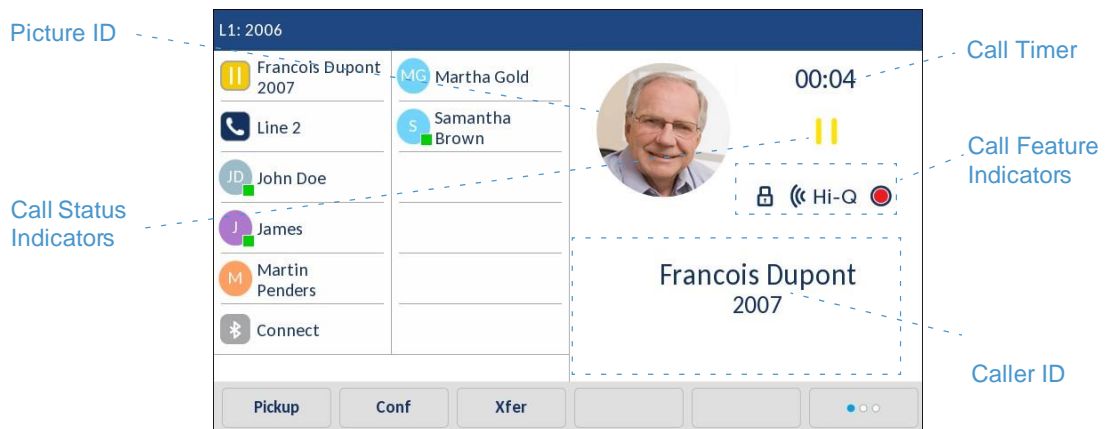 Picture ID
Call Status
Indicators
L1: 2006
Francois Dupont
2007
Line 2
JD John Doe
J James
M Martin
Penders
Connect
MG Martha Gold
S Samantha
Brown
00:04
Hi-Q
Francois Dupont
2007
Pickup
Conf
Xfer
Call Timer
Call Feature
Indicators
Caller ID